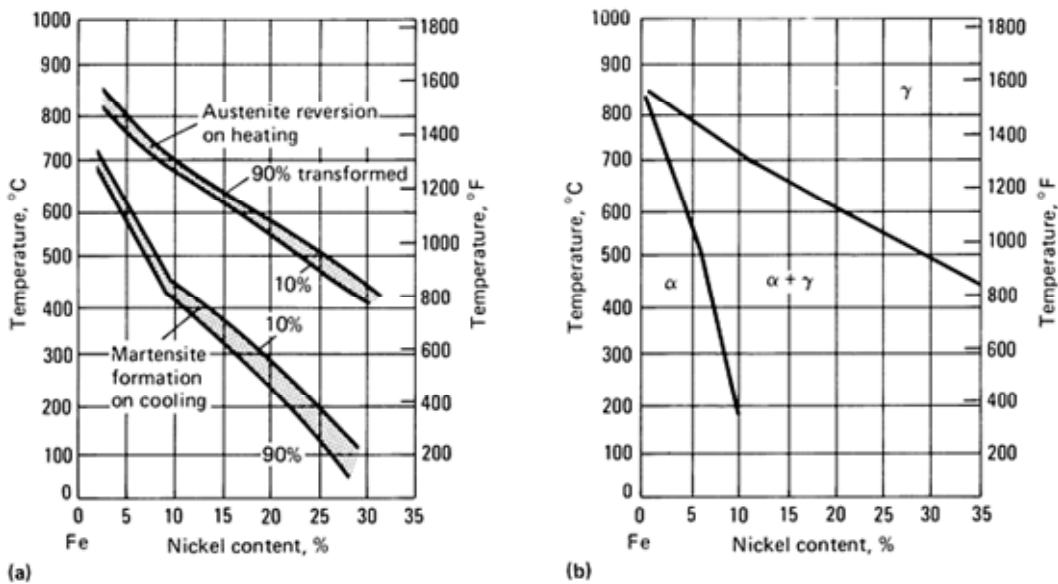 1000
900
800
700
600
500
400
300
200
100
0
Temperature, °C
1800
1600
1400
1200
1000
800
600
400
200
Temperature, °F
Austenite reversion
on heating
90% transformed
10%
10%
Martensite
formation
on cooling
90%
0 5 10 15 20 25 30 35
Fe Nickel content, %
(a)
1000
900
800
700
600
500
400
300
200
100
0
Temperature, °C
1800
1600
1400
1200
1000
800
600
400
200
Temperature, °F
γ
α
α + γ
0 5 10 15 20 25 30 35
Fe Nickel content, %
(b)